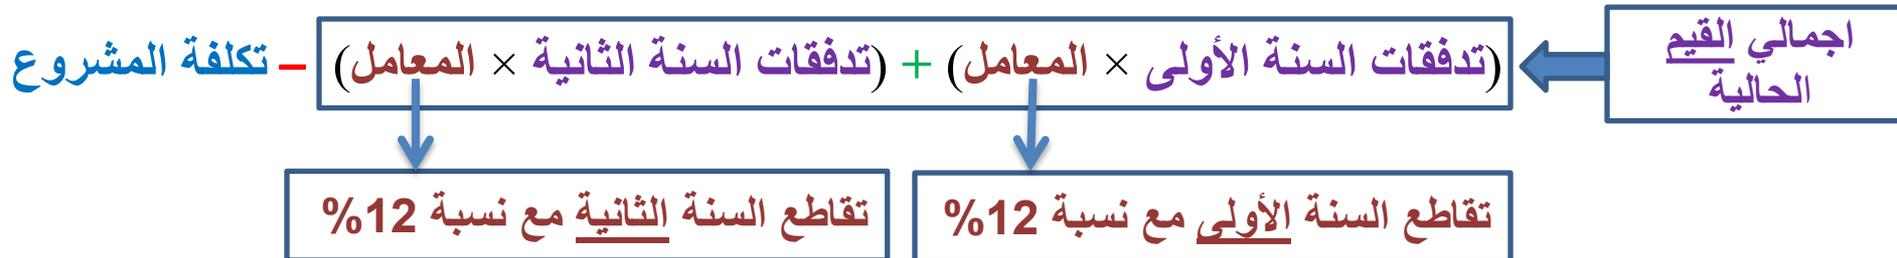 اجمالي القيم
الحالية
(تدفقات السنة الأولى × المعامل) + (تدفقات السنة الثانية × المعامل) – تكلفة المشروع
تقاطع السنة الأولى مع نسبة 12%
تقاطع السنة الثانية مع نسبة 12%